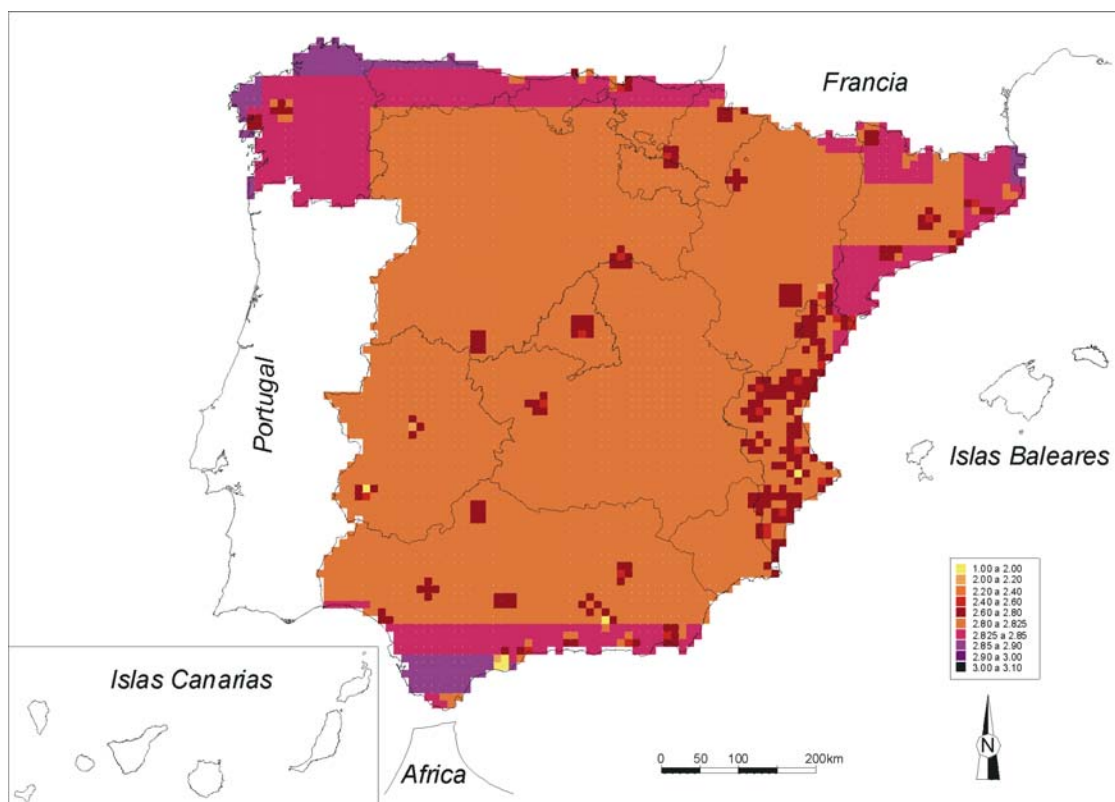 Francia
Portugal
Islas Baleares
1.00 a 2.00
2.00 a 2.20
2.20 a 2.40
2.40 a 2.60
2.60 a 2.80
2.80 a 2.825
2.825 a 2.85
2.85 a 2.90
2.90 a 3.00
3.00 a 3.10
Islas Canarias
Africa
0 50 100 200km
N